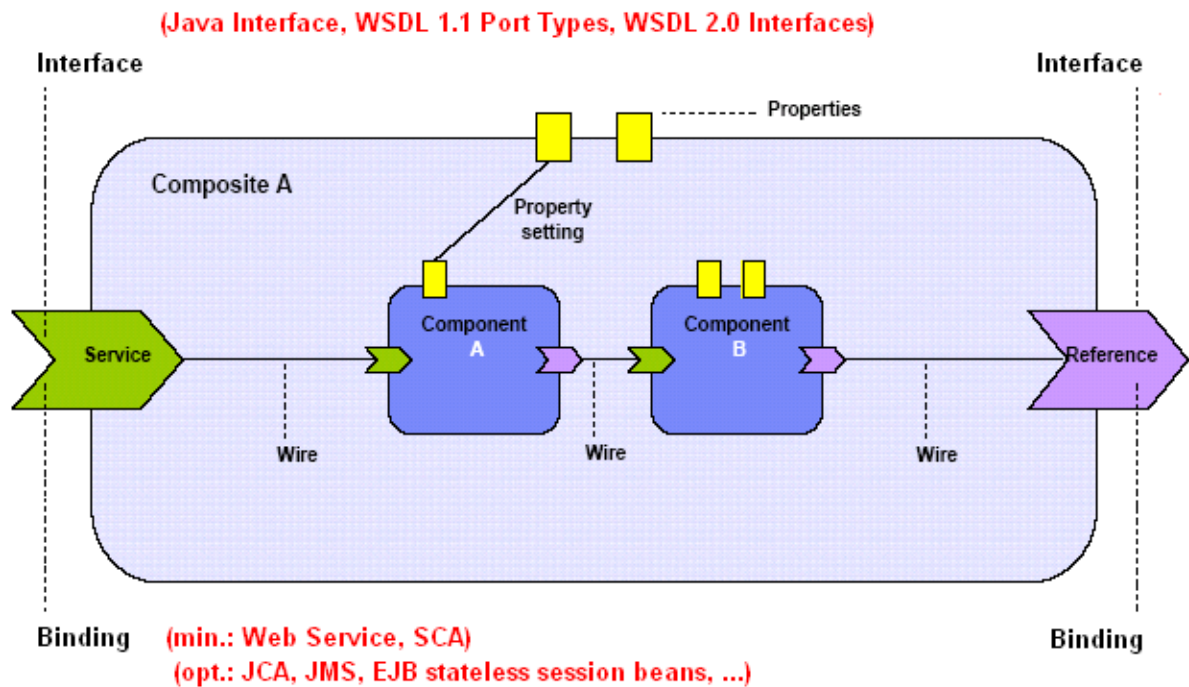 (Java Interface, WSDL 1.1 Port Types, WSDL 2.0 Interfaces)
Interface
Interface
Properties
Composite A
Property
setting
Service
Component
A
Component
B
Reference
Wire
Wire
Wire
Binding
(min.: Web Service, SCA)
Binding
(opt.: JCA, JMS, EJB stateless session beans, ...)